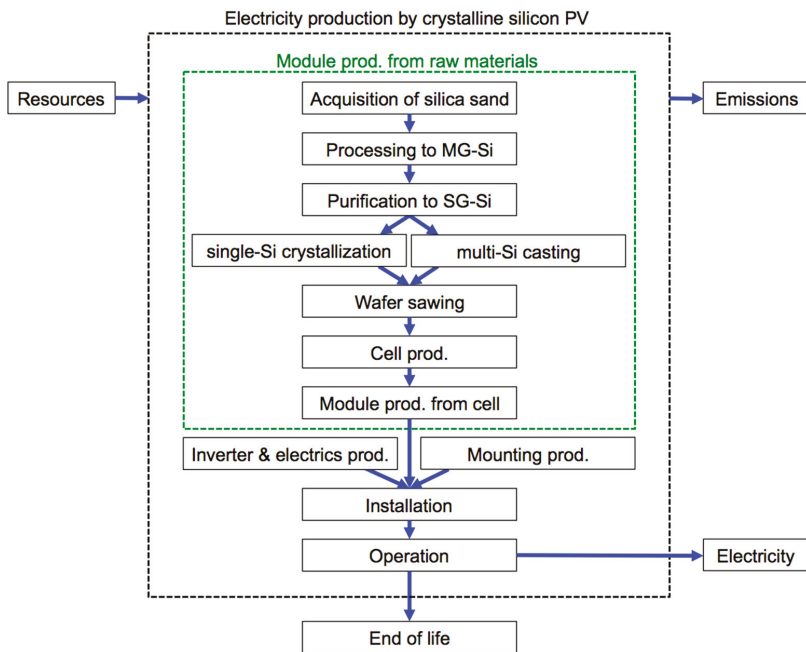 Electricity production by crystalline silicon PV
Module prod. from raw materials
Resources
Acquisition of silica sand
Emissions
Processing to MG-Si
Purification to SG-Si
single-Si crystallization
multi-Si casting
Wafer sawing
Cell prod.
Module prod. from cell
Inverter & electrics prod.
Mounting prod.
Installation
Operation
Electricity
End of life